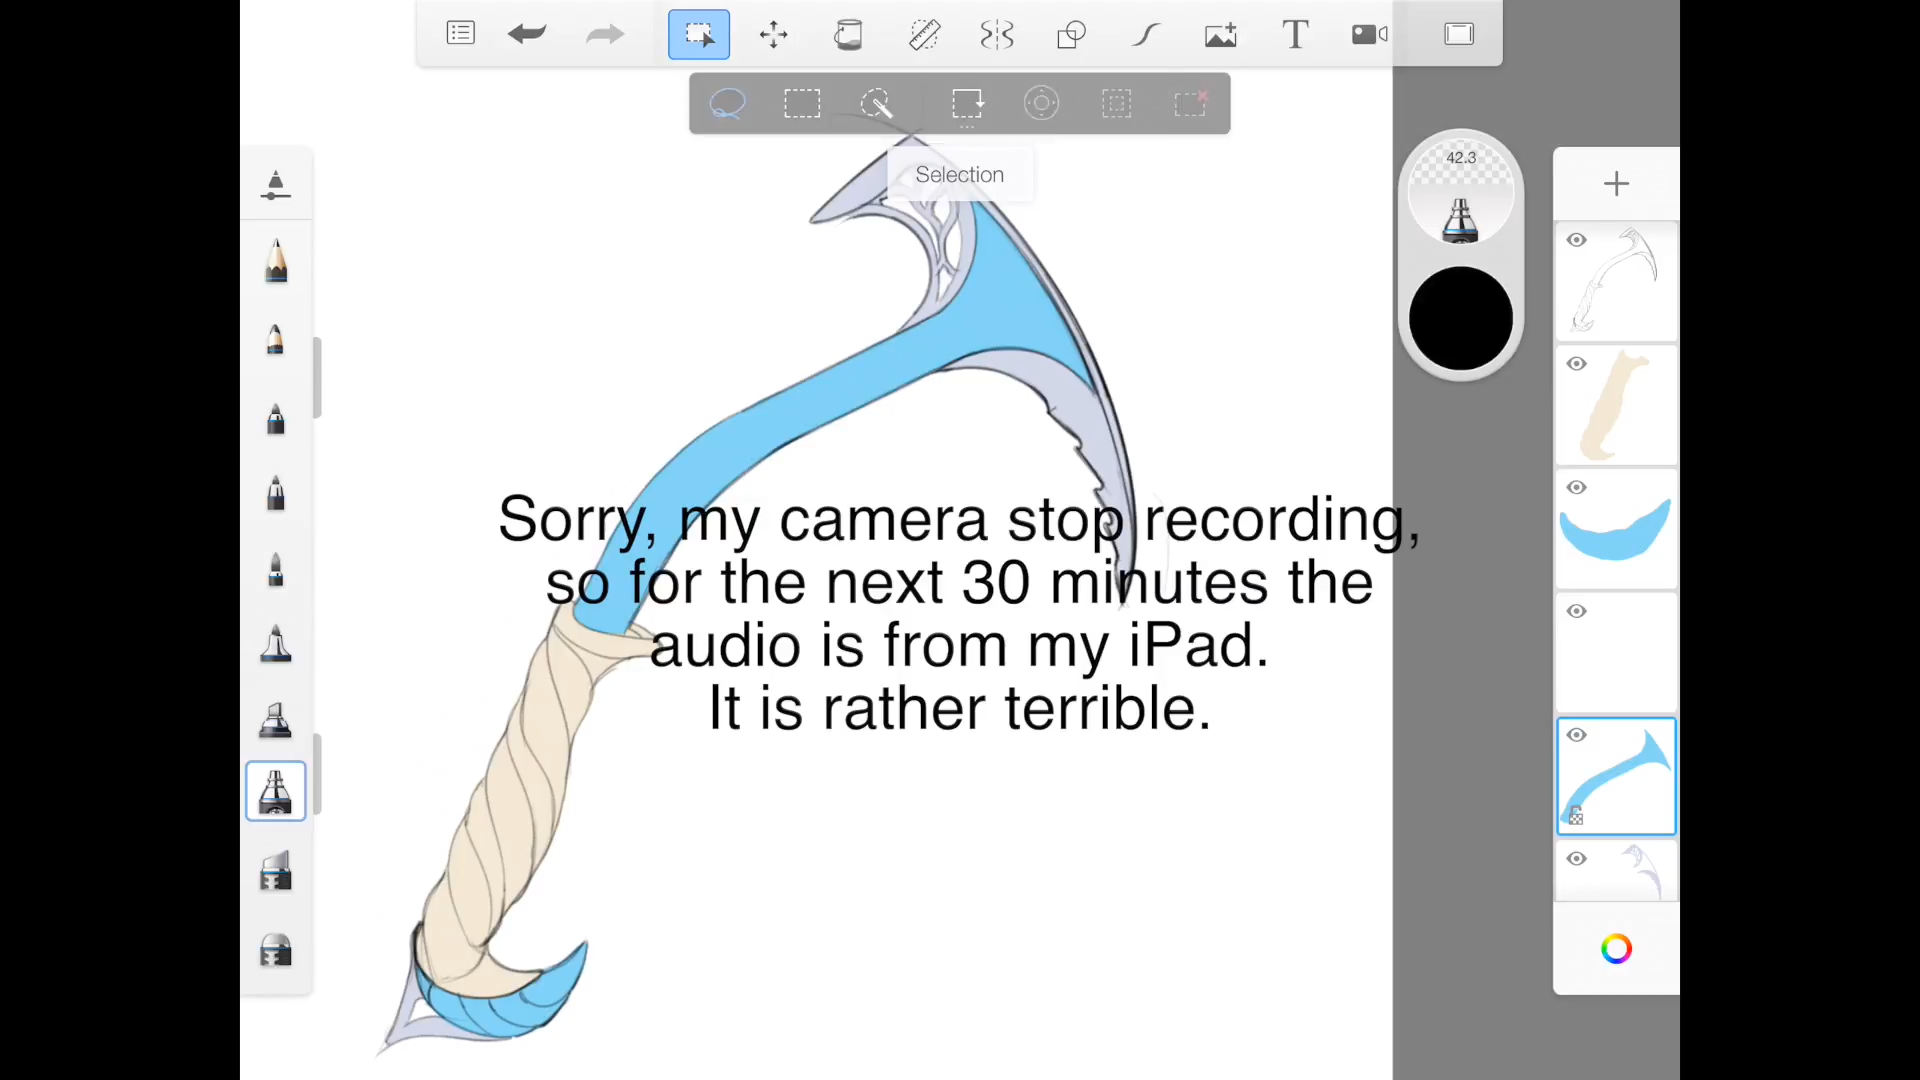 T
42.3
Selection
Sorry, my camera stop recording,
so for the next 30 minutes the
audio is from my iPad.
It is rather terrible.